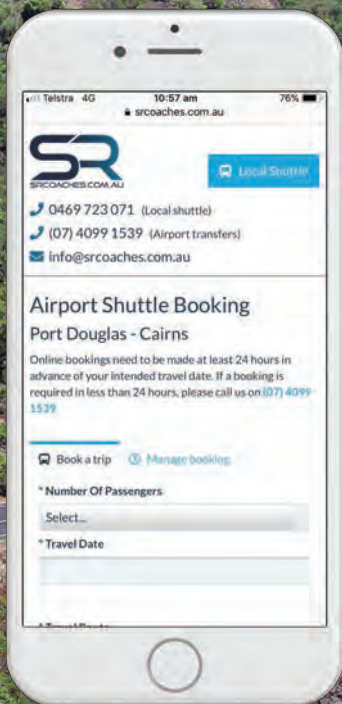 Telstra 4G 10:57 am 76%
srcoaches.com.au
SR
SRCOACHES.COM.AU
Local Shuttle
0469 723 071 (Local shuttle)
(07) 4099 1539 (Airport transfers)
info@srcoaches.com.au
Airport Shuttle Booking
Port Douglas - Cairns
Online bookings need to be made at least 24 hours in
advance of your intended travel date. If a booking is
required in less than 24 hours, please call us on (07) 4099
1539
Book a trip Manage booking
* Number Of Passengers
Select...
* Travel Date